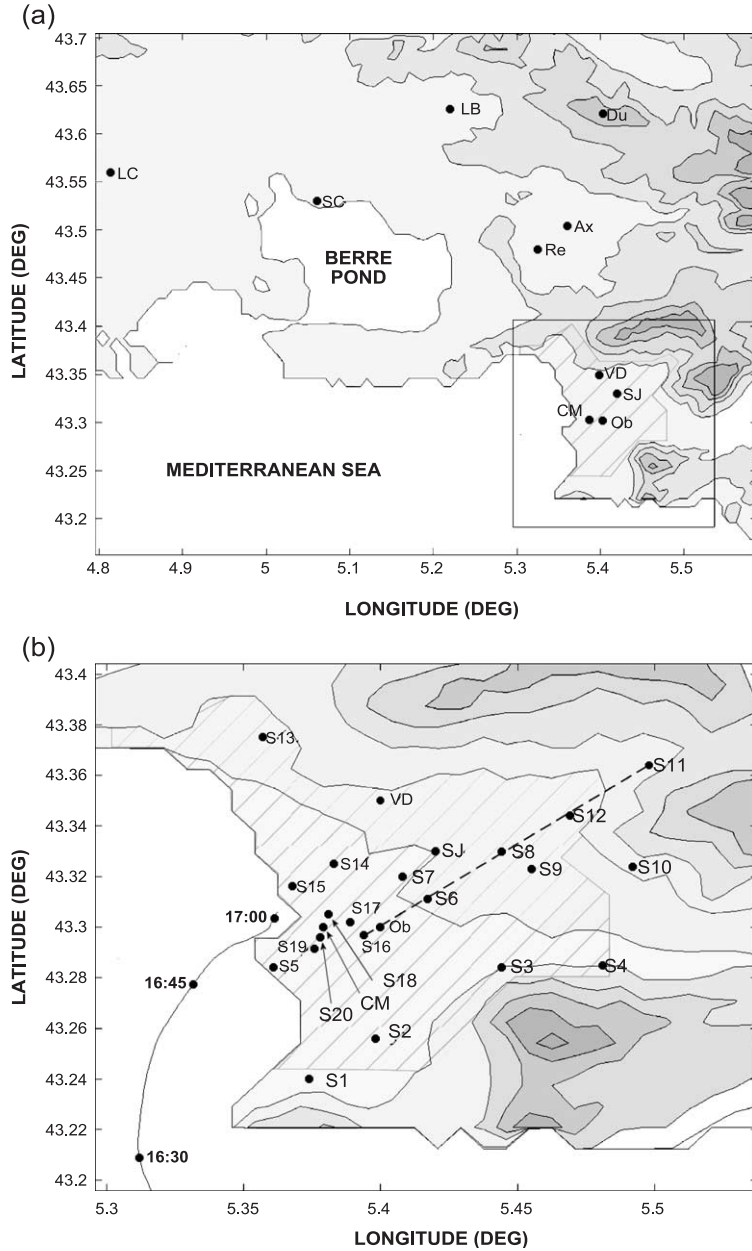 (a)
43.7
43.65
43.6
43.55
43.5
43.45
43.4
43.35
43.3
43.25
43.2
LATITUDE (DEG)
LB
Du
LC
SC
Ax
Re
BERRE
POND
VD
SJ
CM
Ob
MEDITERRANEAN SEA
4.8
4.9
5
5.1
5.2
5.3
5.4
5.5
LONGITUDE (DEG)
(b)
43.4
43.38
43.36
43.34
43.32
43.3
43.28
43.26
43.24
43.22
43.2
LATITUDE (DEG)
S13
S11
VD
S12
SJ
S8
S14
S9
S10
S7
S15
S6
17:00
S17
Ob
S19
S16
S5
S18
S3
S4
16:45
CM
S20
S2
S1
16:30
5.3
5.35
5.4
5.45
5.5
LONGITUDE (DEG)